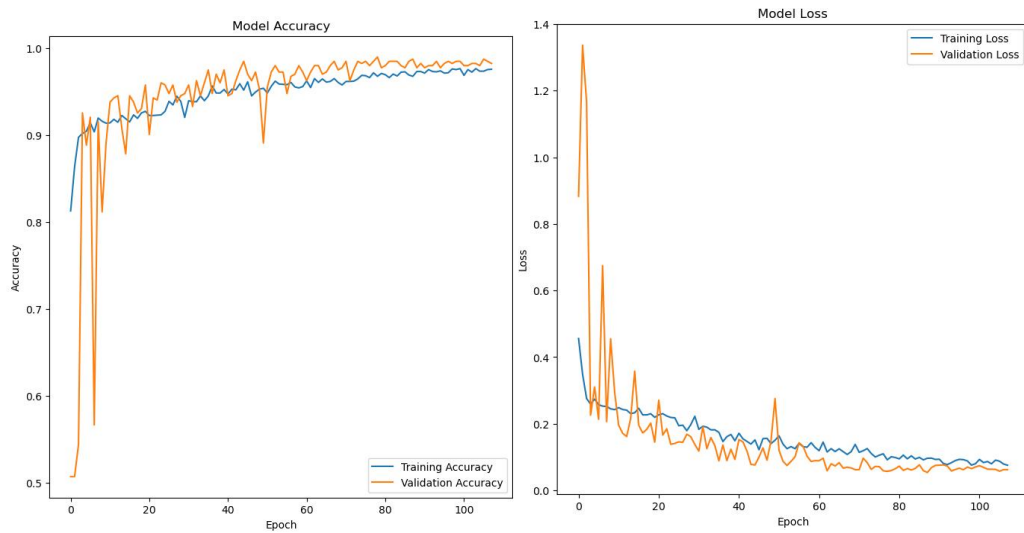 Model Accuracy
1.0
0.9
0.8
0.7
0.6
0.5
Accuracy
0
20
40
60
80
100
Epoch
Training Accuracy
Validation Accuracy
Model Loss
1.4
1.2
1.0
0.8
0.6
0.4
0.2
0.0
Loss
0
20
40
60
80
100
Epoch
Training Loss
Validation Loss